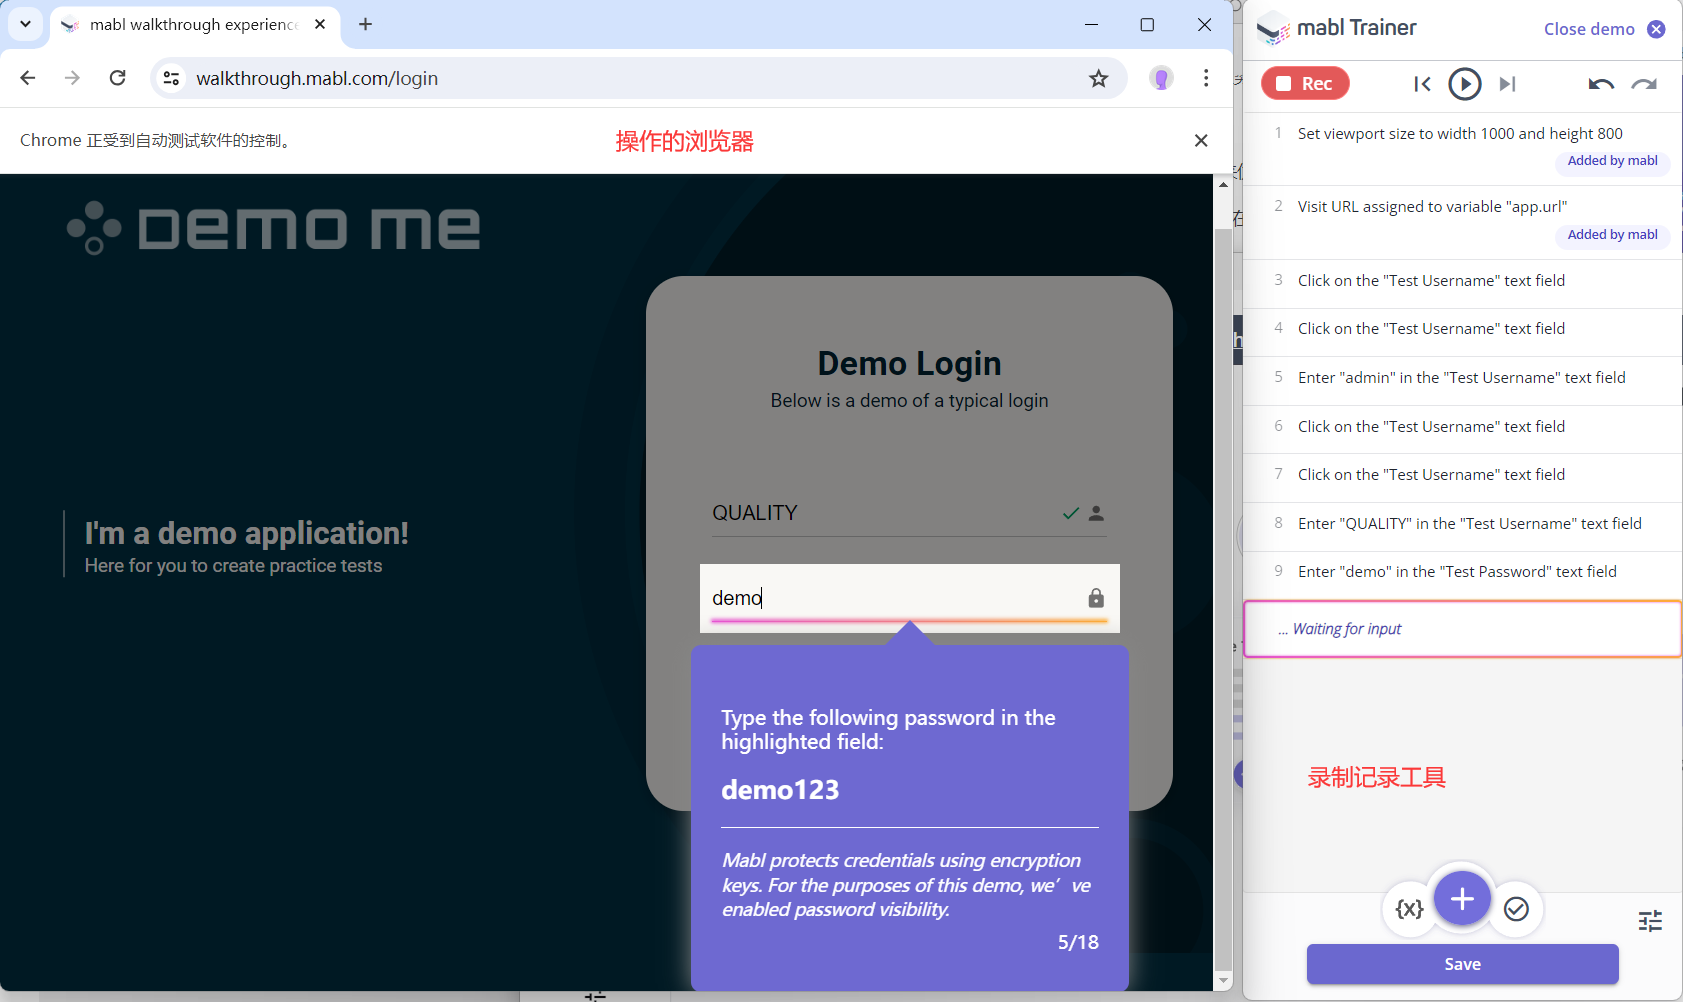 mabl walkthrough experience
walkthrough.mabl.com/login
Chrome 正受到自动测试软件的控制。
操作的浏览器
DEMO ME
I'm a demo application!
Here for you to create practice tests
Demo Login
Below is a demo of a typical login
QUALITY
demo
Type the following password in the
highlighted field:
demo123
Mabl protects credentials using encryption
keys. For the purposes of this demo, we’ve
enabled password visibility.
5/18
mabl Trainer
Close demo
Rec
1 Set viewport size to width 1000 and height 800
Added by mabl
2 Visit URL assigned to variable "app.url"
Added by mabl
3 Click on the "Test Username" text field
4 Click on the "Test Username" text field
5 Enter "admin" in the "Test Username" text field
6 Click on the "Test Username" text field
7 Click on the "Test Username" text field
8 Enter "QUALITY" in the "Test Username" text field
9 Enter "demo" in the "Test Password" text field
... Waiting for input
录制记录工具
{x}
Save